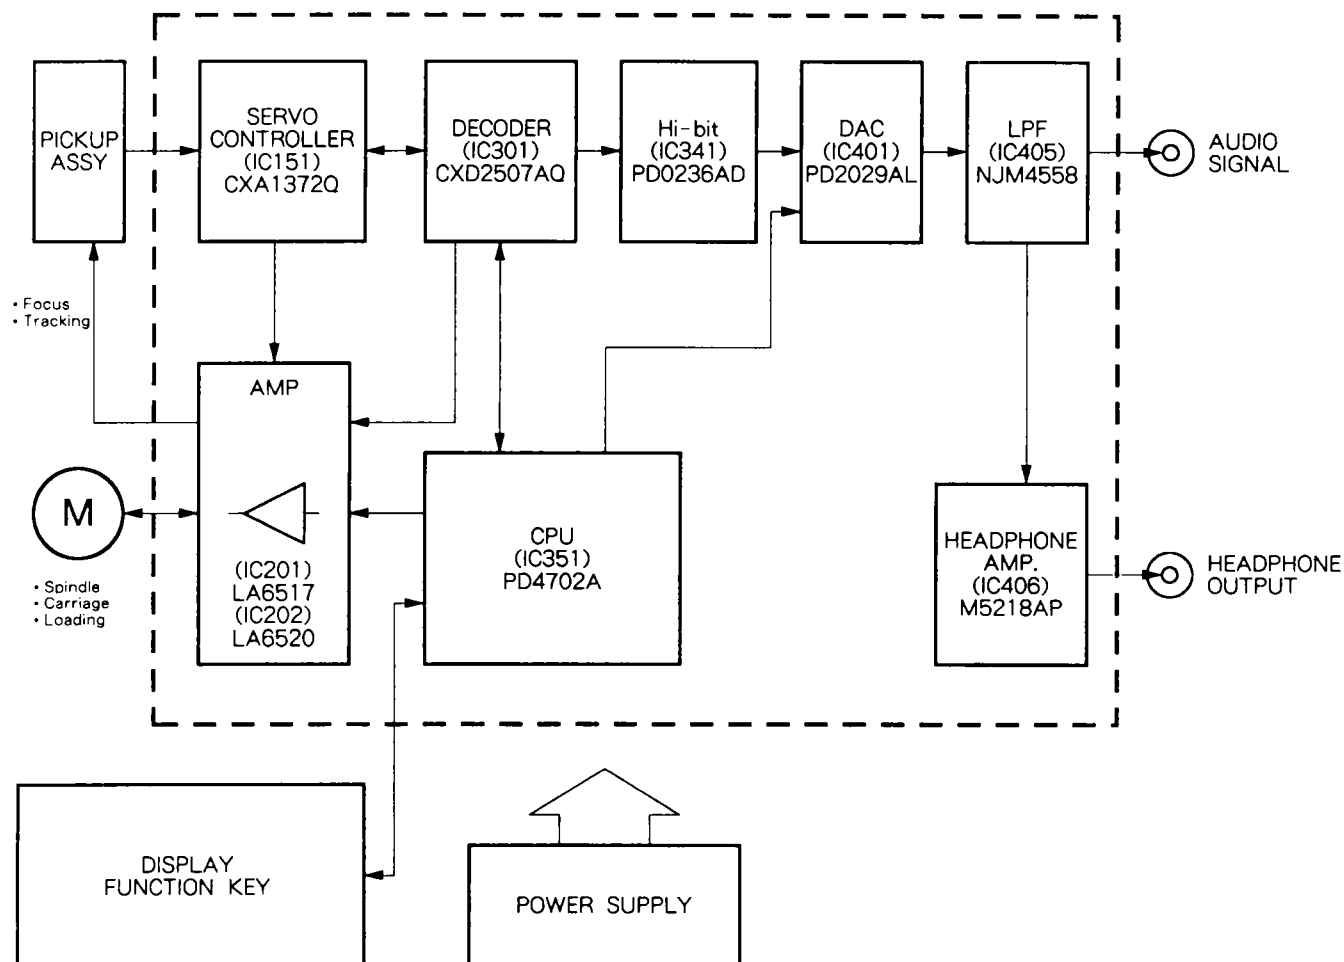 PICKUP
ASSY
SERVO
CONTROLLER
(IC151)
CXA1372Q
DECODER
(IC301)
CXD2507AQ
Hi-bit
(IC341)
PD0236AD
DAC
(IC401)
PD2029AL
LPF
(IC405)
NJM4558
AUDIO
SIGNAL
• Focus
• Tracking
AMP
(IC201)
LA6517
(IC202)
LA6520
M
• Spindle
• Carriage
• Loading
CPU
(IC351)
PD4702A
HEADPHONE
AMP.
(IC406)
M5218AP
HEADPHONE
OUTPUT
DISPLAY
FUNCTION KEY
POWER SUPPLY